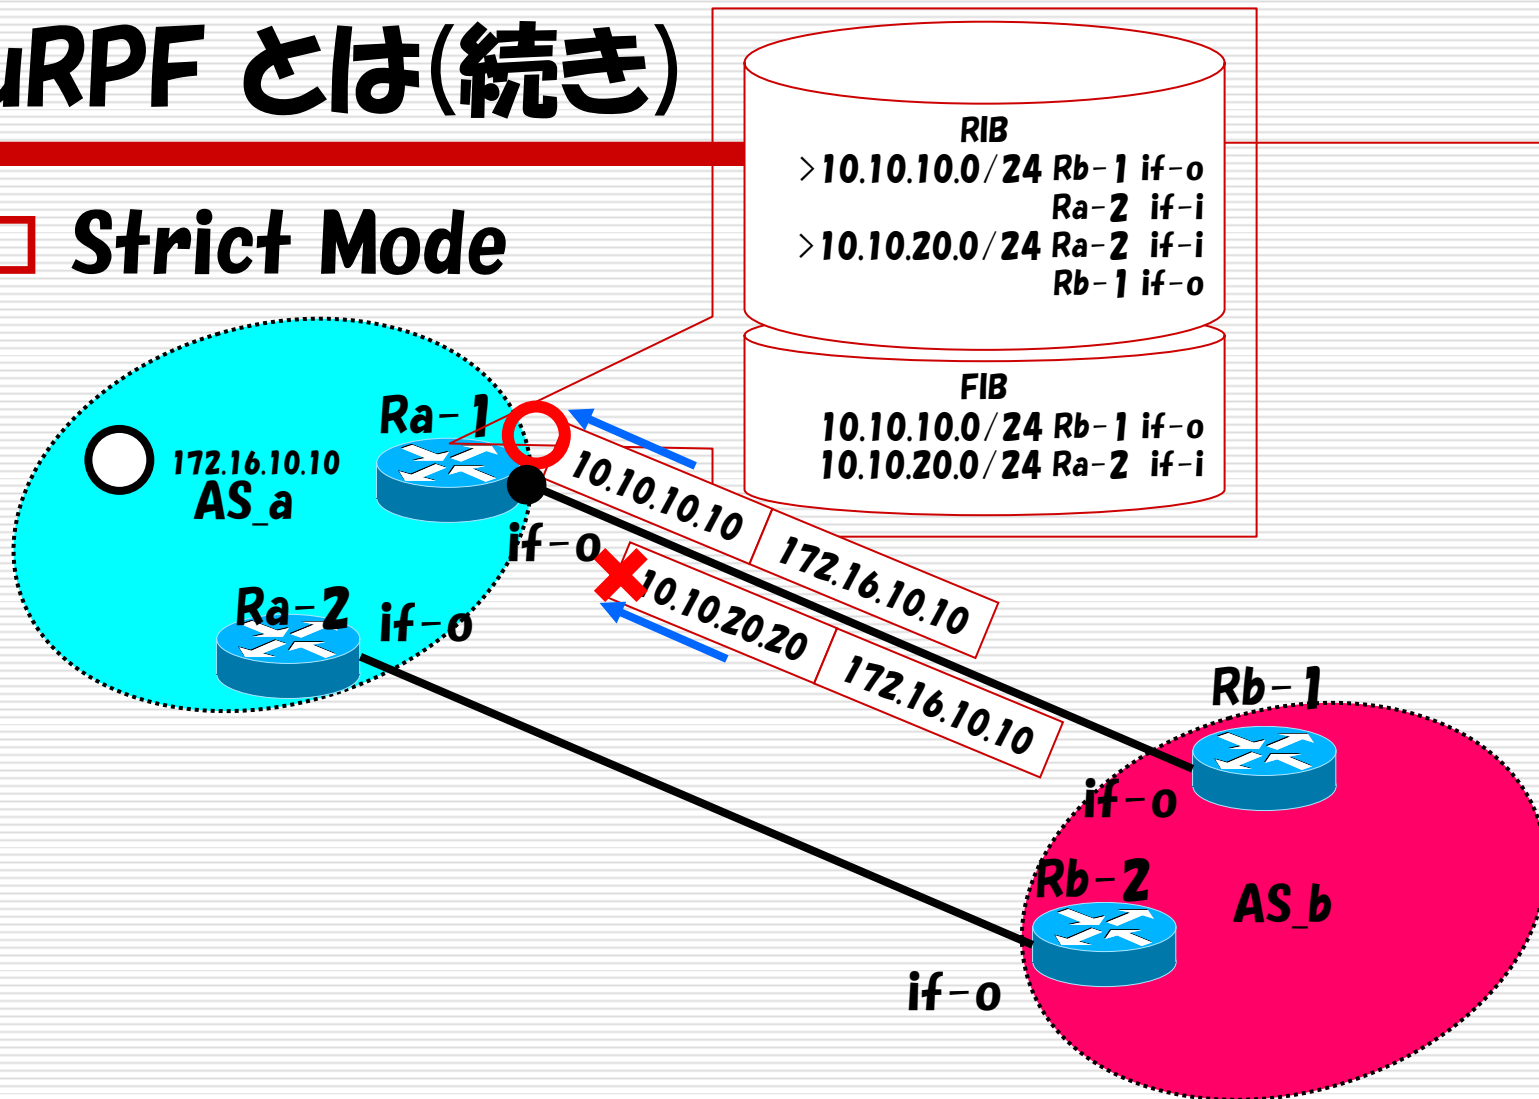 uRPF とは(続き)
Strict Mode
RIB
>10.10.10.0/24 Rb-1 if-o
Ra-2 if-i
>10.10.20.0/24 Ra-2 if-i
Rb-1 if-o
FIB
10.10.10.0/24 Rb-1 if-o
10.10.20.0/24 Ra-2 if-i
Ra-1
172.16.10.10
AS_a
if-o
10.10.10.10 172.16.10.10
10.10.20.20 172.16.10.10
Ra-2 if-o
Rb-1
if-o
Rb-2
AS_b
if-o